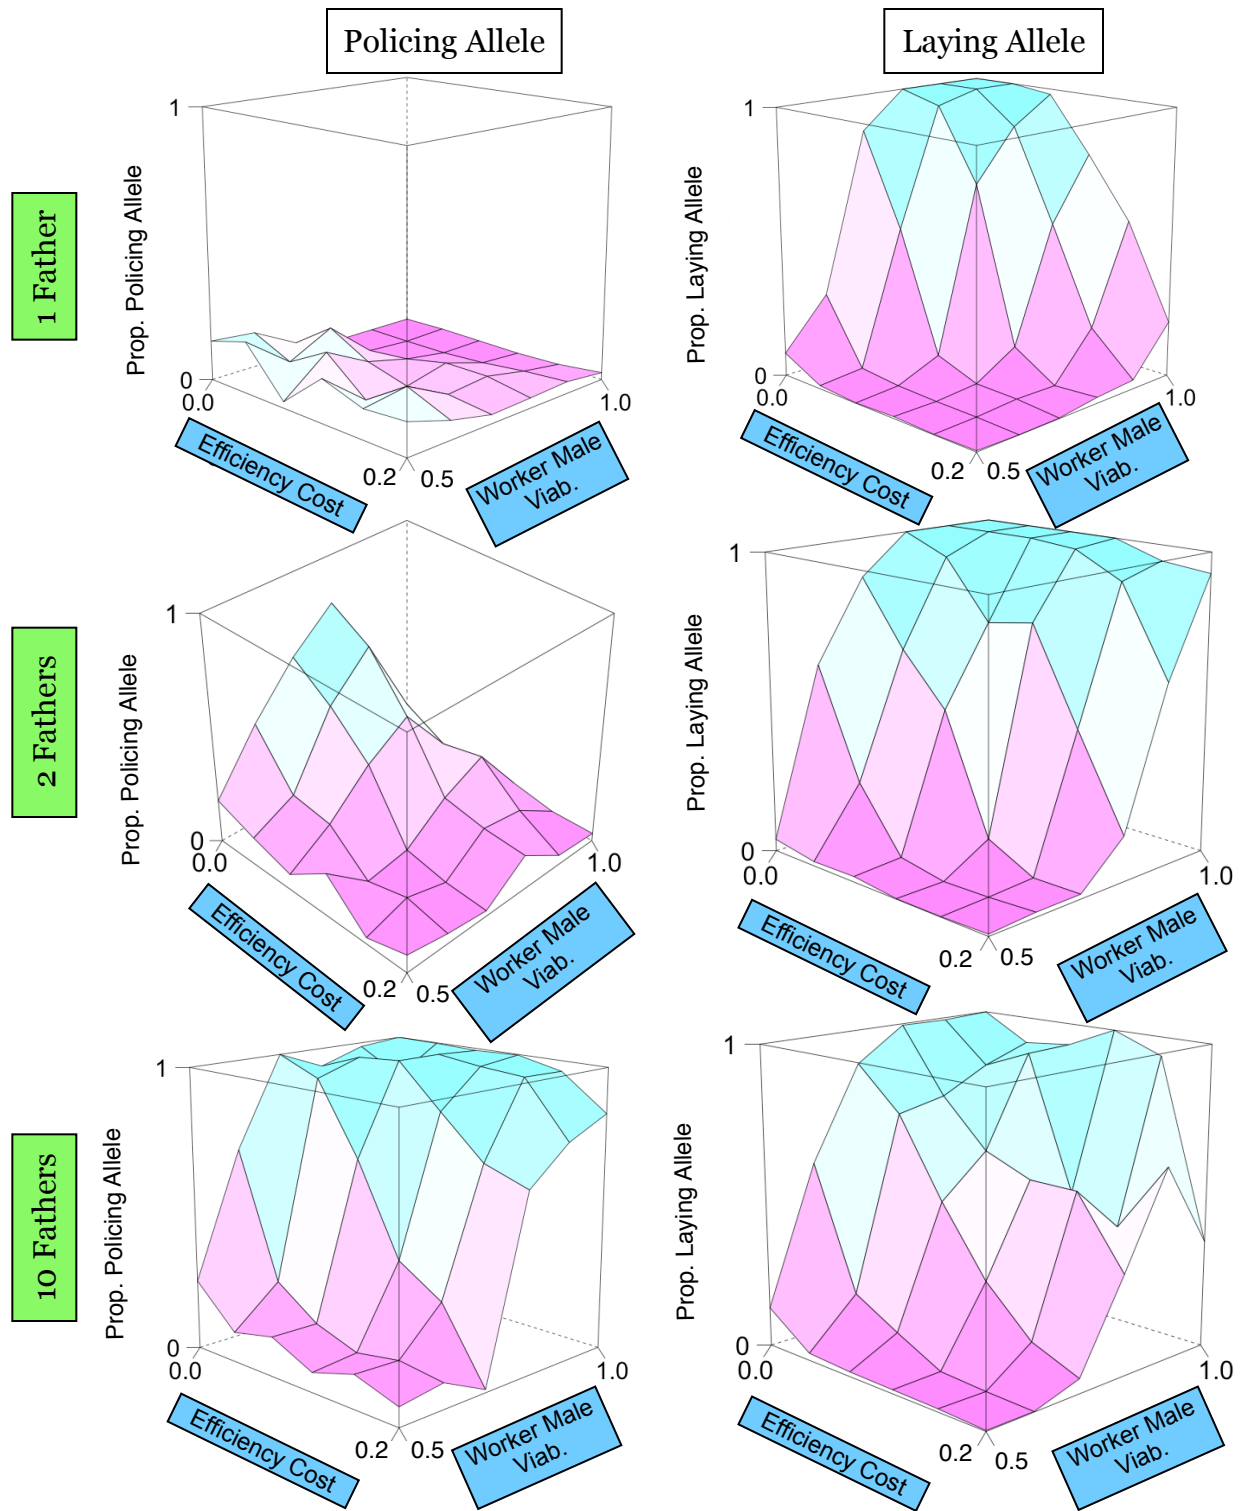 Policing Allele
Laying Allele
1 Father
Prop. Policing Allele
1
0
0.0
Efficiency Cost
0.2
0.5
Worker Male
Viab.
1.0
Prop. Laying Allele
1
0
0.0
Efficiency Cost
0.2
0.5
Worker Male
Viab.
1.0
2 Fathers
Prop. Policing Allele
1
0
0.0
Efficiency Cost
0.2
0.5
Worker Male
Viab.
1.0
Prop. Laying Allele
1
0
0.0
Efficiency Cost
0.2
0.5
Worker Male
Viab.
1.0
10 Fathers
Prop. Policing Allele
1
0
0.0
Efficiency Cost
0.2
0.5
Worker Male
Viab.
1.0
Prop. Laying Allele
1
0
0.0
Efficiency Cost
0.2
0.5
Worker Male
Viab.
1.0